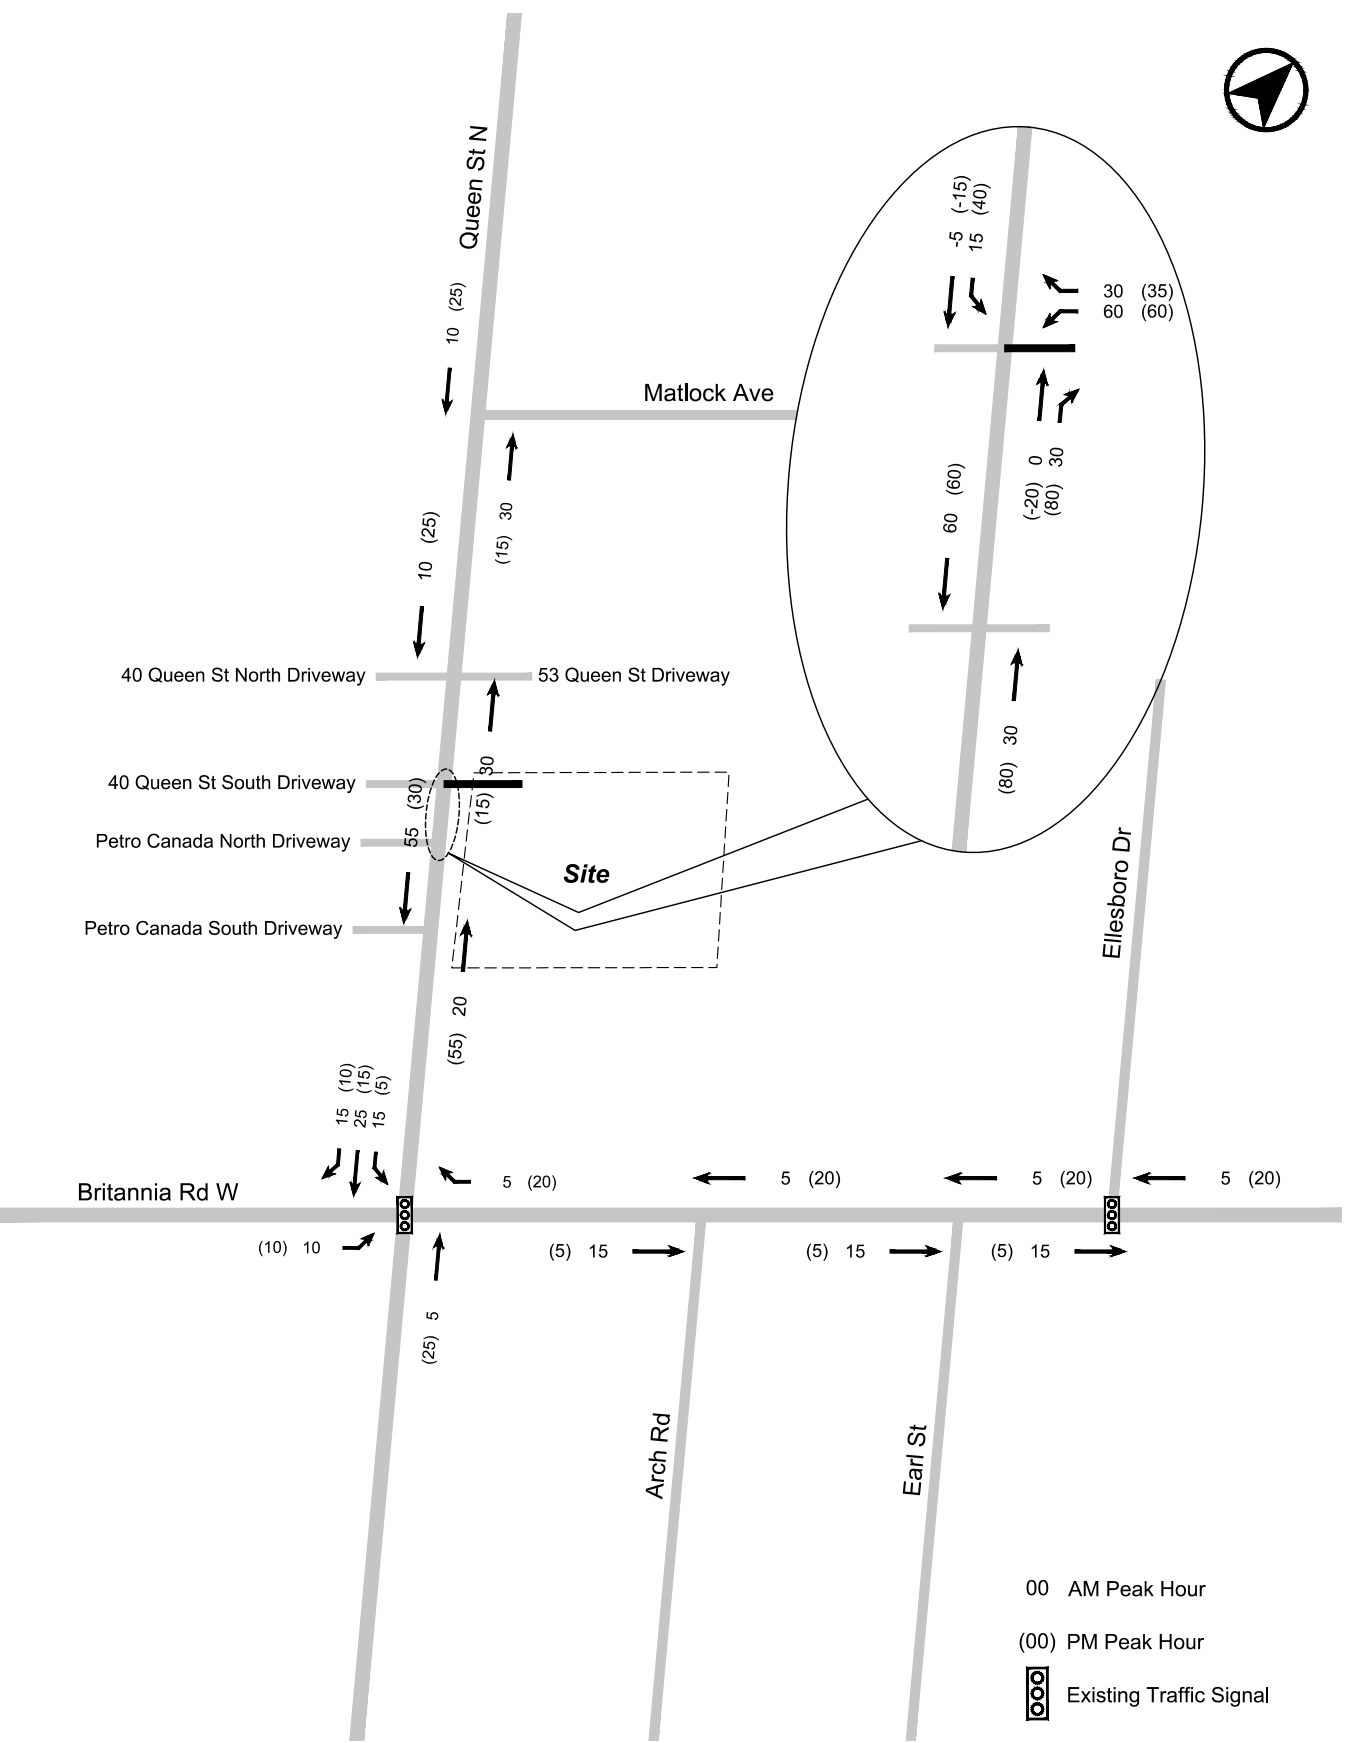 Queen St N
10 (25)
-5 (-15)
15 (40)
30 (35)
60 (60)
Matlock Ave
(-20) 0
(80) 30
60 (60)
10 (25)
(15) 30
40 Queen St North Driveway
53 Queen St Driveway
(80) 30
40 Queen St South Driveway
55 (30)
(15) 30
Petro Canada North Driveway
Site
Petro Canada South Driveway
Ellesboro Dr
(55) 20
15 (10)
25 (15)
15 (5)
Britannia Rd W
5 (20)
5 (20)
5 (20)
5 (20)
(10) 10
(5) 15
(5) 15
(5) 15
(25) 5
Arch Rd
Earl St
00 AM Peak Hour
(00) PM Peak Hour
Existing Traffic Signal